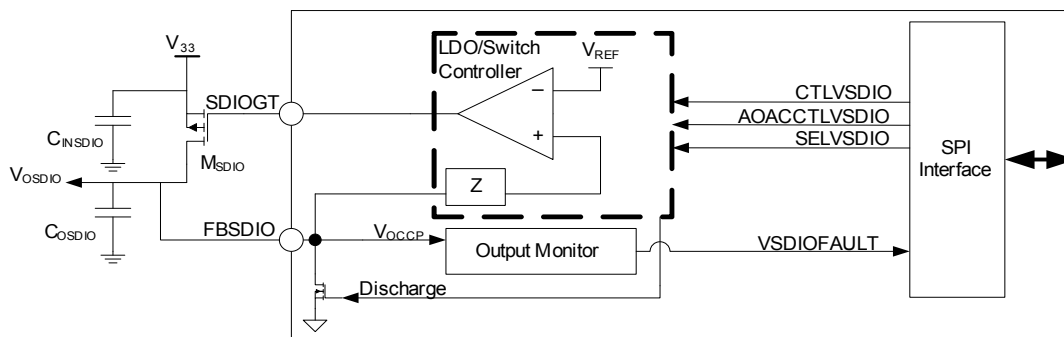 LDO/Switch
Controller
V33
VREF
SDIOGT
−
+
CINSDIO
MSDIO
VOSDIO
COSDIO
FBSDIO
Z
VOCCP
Output Monitor
Discharge
CTLVSDIO
AOACCTLVSDIO
SELVSDIO
VSDIOFAULT
SPI
Interface